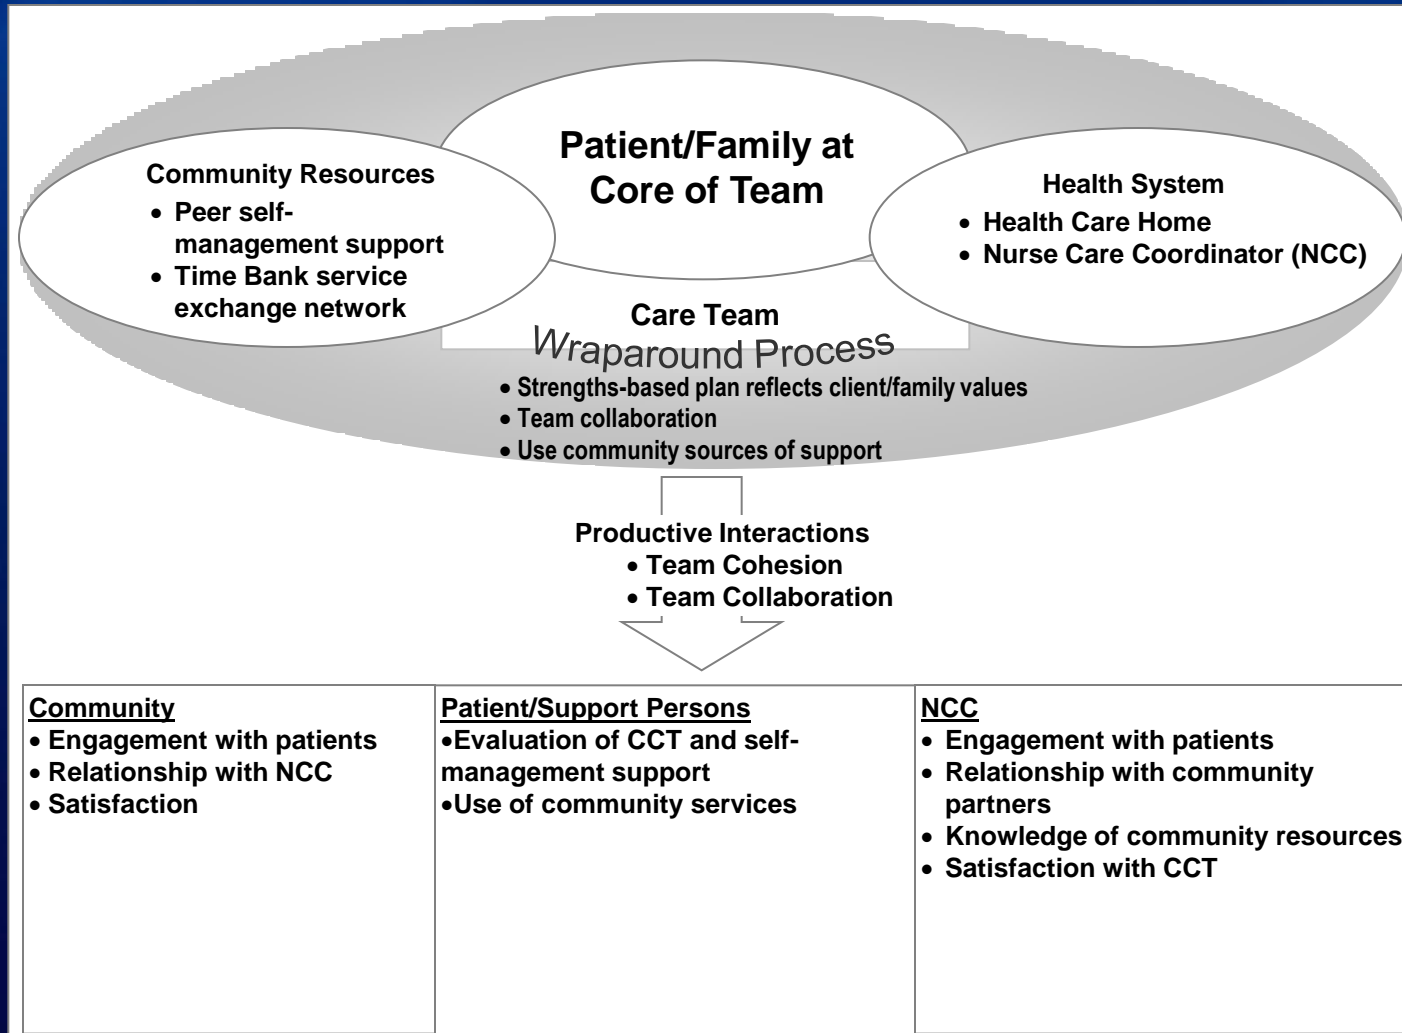 Patient/Family at
Core of Team
Community Resources
• Peer self-
management support
• Time Bank service
exchange network
Health System
• Health Care Home
• Nurse Care Coordinator (NCC)
Care Team
Wraparound Process
• Strengths-based plan reflects client/family values
• Team collaboration
• Use community sources of support
Productive Interactions
• Team Cohesion
• Team Collaboration
Community
• Engagement with patients
• Relationship with NCC
• Satisfaction
Patient/Support Persons
•Evaluation of CCT and self-
management support
•Use of community services
NCC
• Engagement with patients
• Relationship with community
partners
• Knowledge of community resources
• Satisfaction with CCT